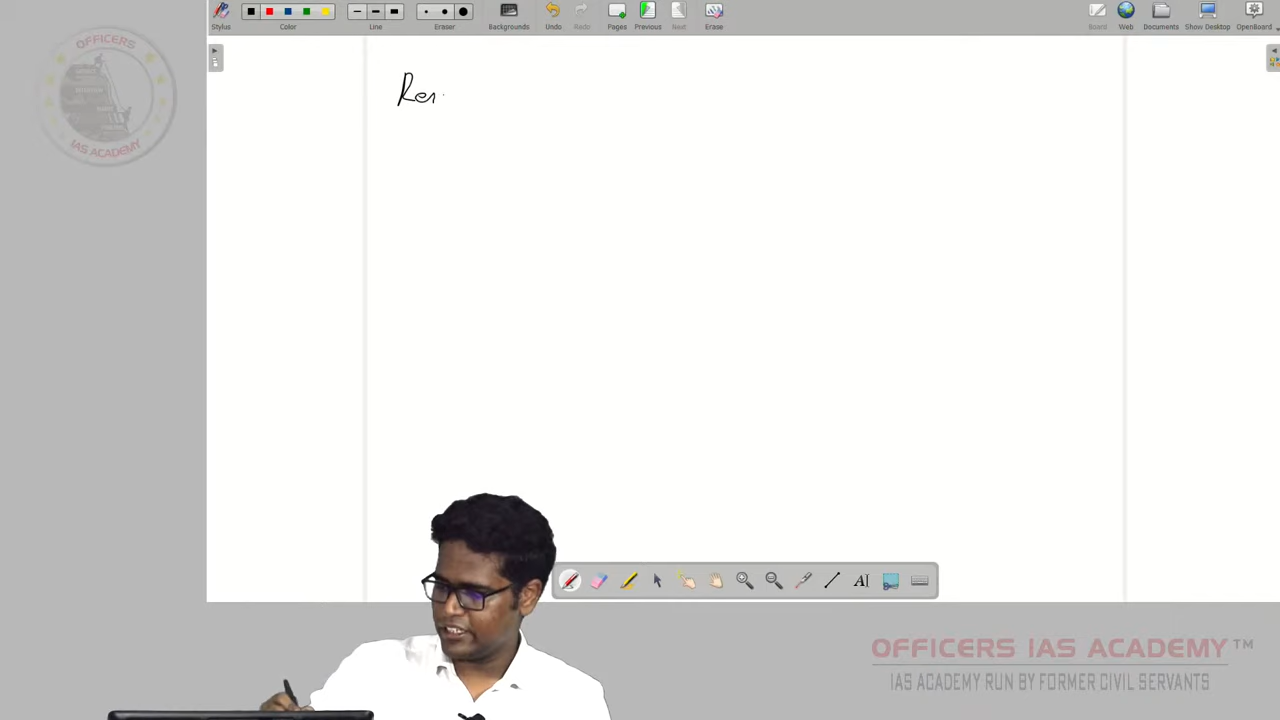 OFFICERS
IAS ACADEMY
Stylus
Color
Line
Eraser
Backgrounds
Undo
Redo
Pages
Previous
Next
Erase
Board
Web
Documents
Show Desktop
OpenBoard
Ren
AI
OFFICERS IAS ACADEMY™
IAS ACADEMY RUN BY FORMER CIVIL SERVANTS